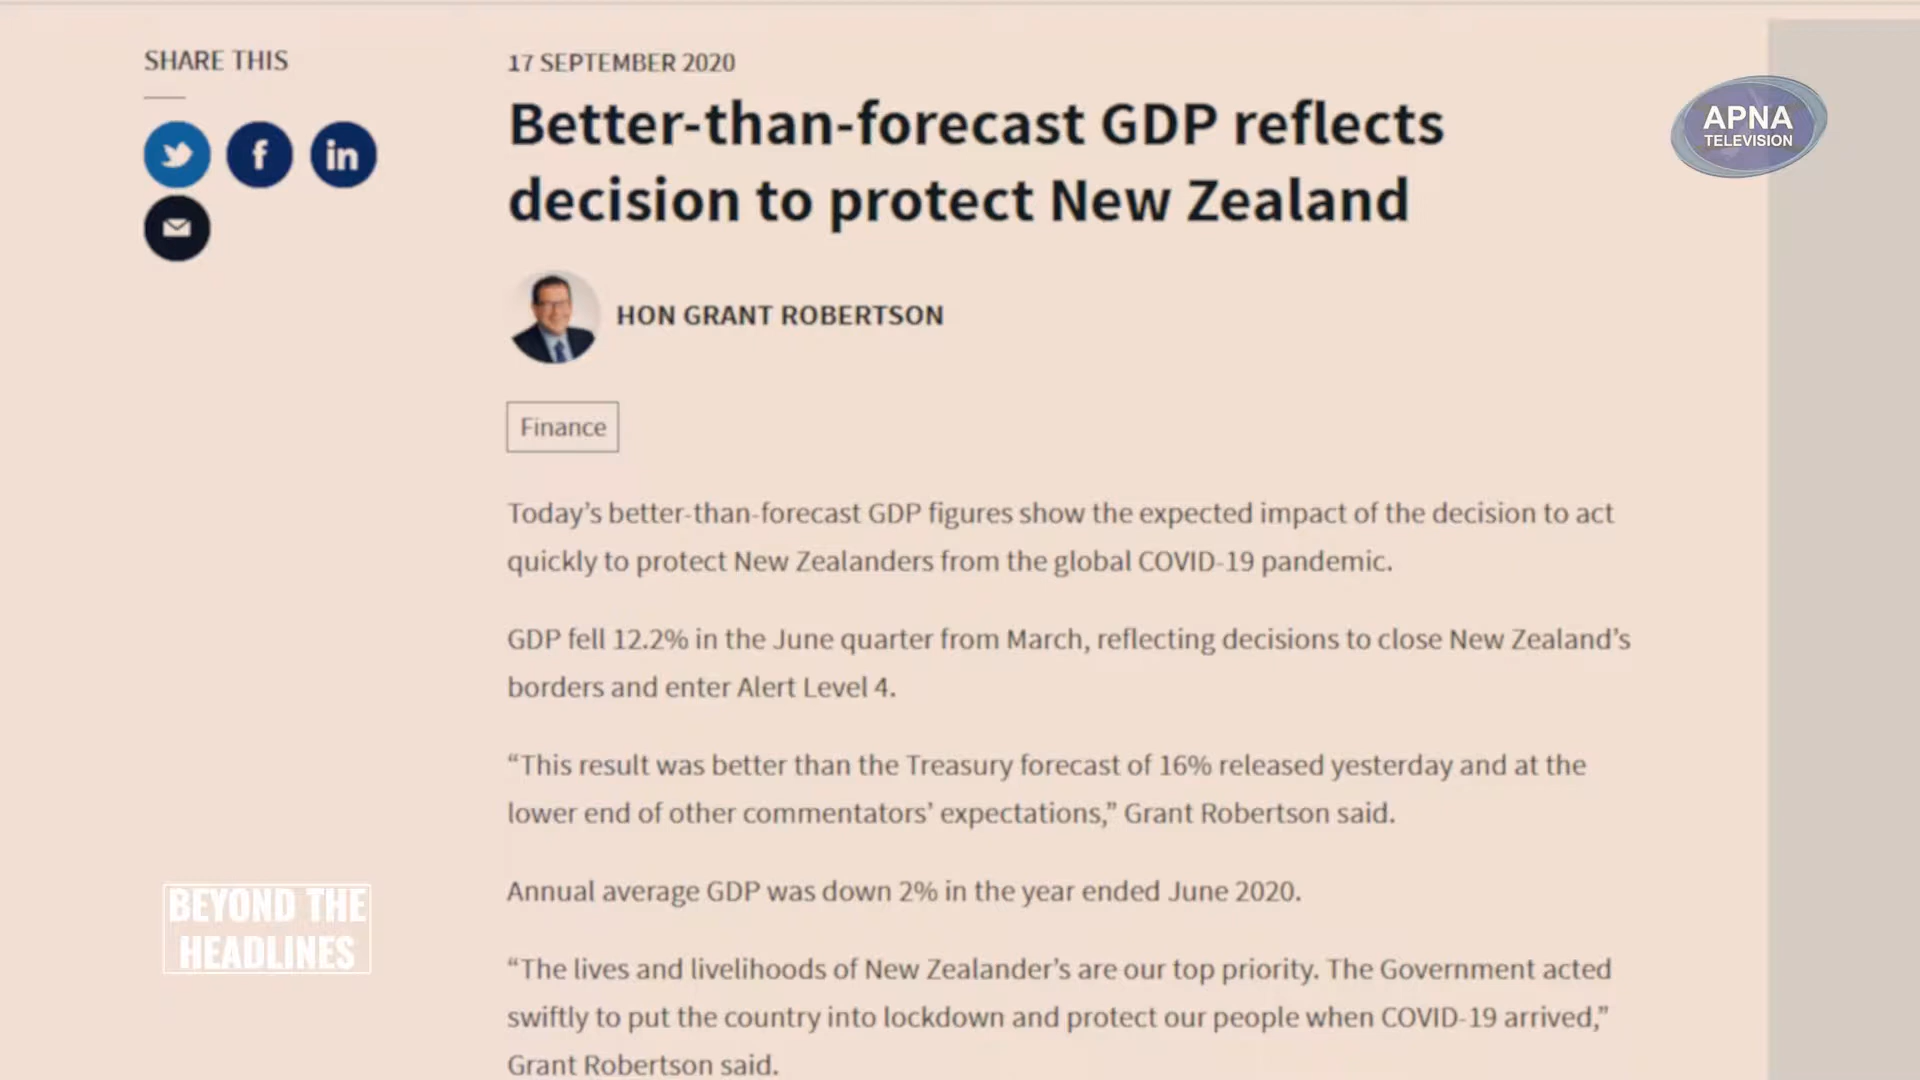 SHARE THIS
17 SEPTEMBER 2020
Better-than-forecast GDP reflects
decision to protect New Zealand
APNA
TELEVISION
f
in
HON GRANT ROBERTSON
Finance
Today’s better-than-forecast GDP figures show the expected impact of the decision to act
quickly to protect New Zealanders from the global COVID-19 pandemic.
GDP fell 12.2% in the June quarter from March, reflecting decisions to close New Zealand’s
borders and enter Alert Level 4.
“This result was better than the Treasury forecast of 16% released yesterday and at the
lower end of other commentators’ expectations,” Grant Robertson said.
Annual average GDP was down 2% in the year ended June 2020.
“The lives and livelihoods of New Zealander’s are our top priority. The Government acted
swiftly to put the country into lockdown and protect our people when COVID-19 arrived,”
Grant Robertson said.
BEYOND THE
HEADLINES